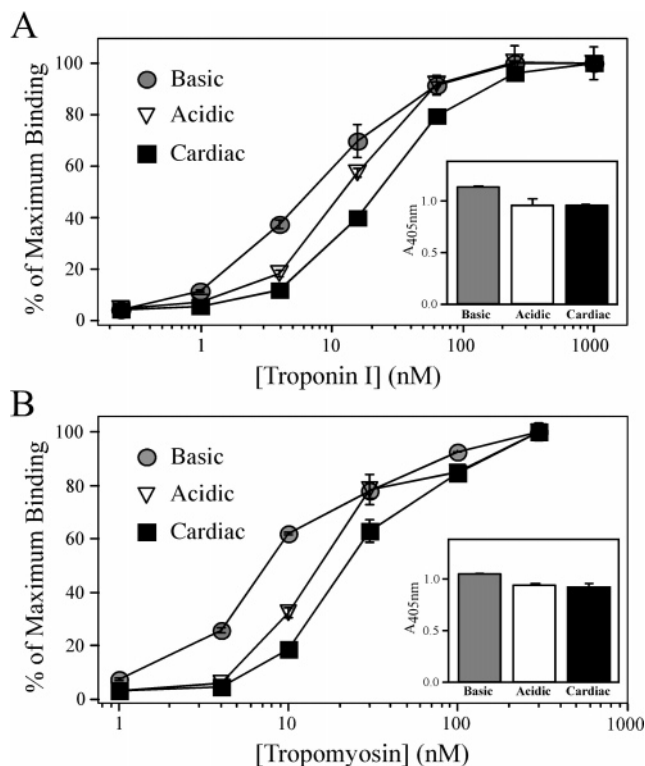 A
100
80
60
40
20
0
% of Maximum Binding
Basic
Acidic
Cardiac
1.0
0.5
0.0
A405nm
Basic Acidic Cardiac
1 10 100 1000
[Troponin I] (nM)
B
100
80
60
40
20
0
% of Maximum Binding
Basic
Acidic
Cardiac
1.0
0.5
0.0
A405nm
Basic Acidic Cardiac
1 10 100 1000
[Tropomyosin] (nM)